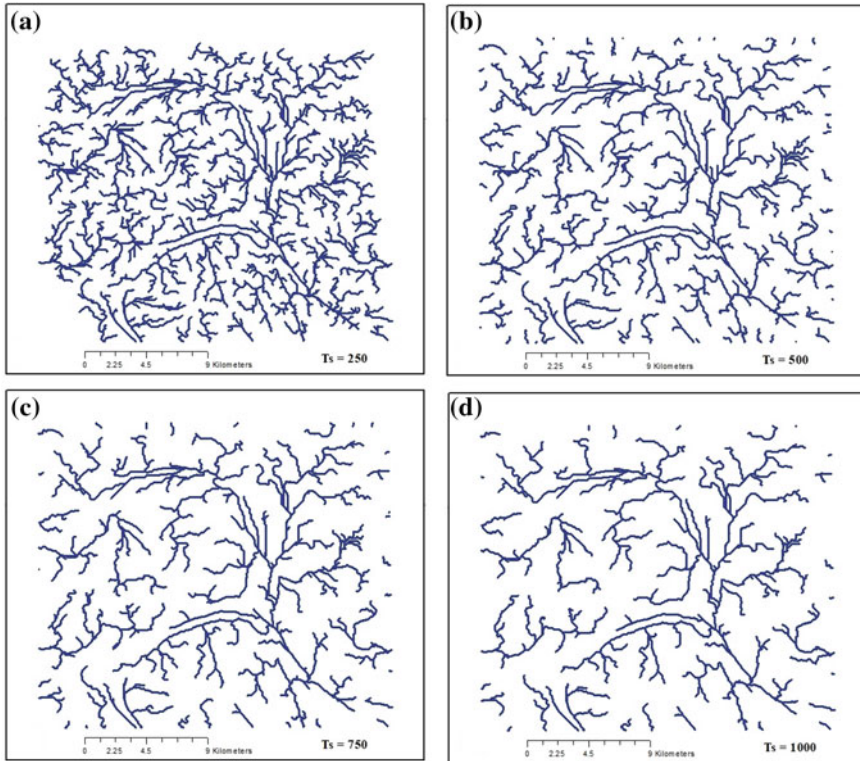 (a)
0 2.25 4.5 9 Kilometers
Ts = 250
(b)
0 2.25 4.5 9 Kilometers
Ts = 500
(c)
0 2.25 4.5 9 Kilometers
Ts = 750
(d)
0 2.25 4.5 9 Kilometers
Ts = 1000